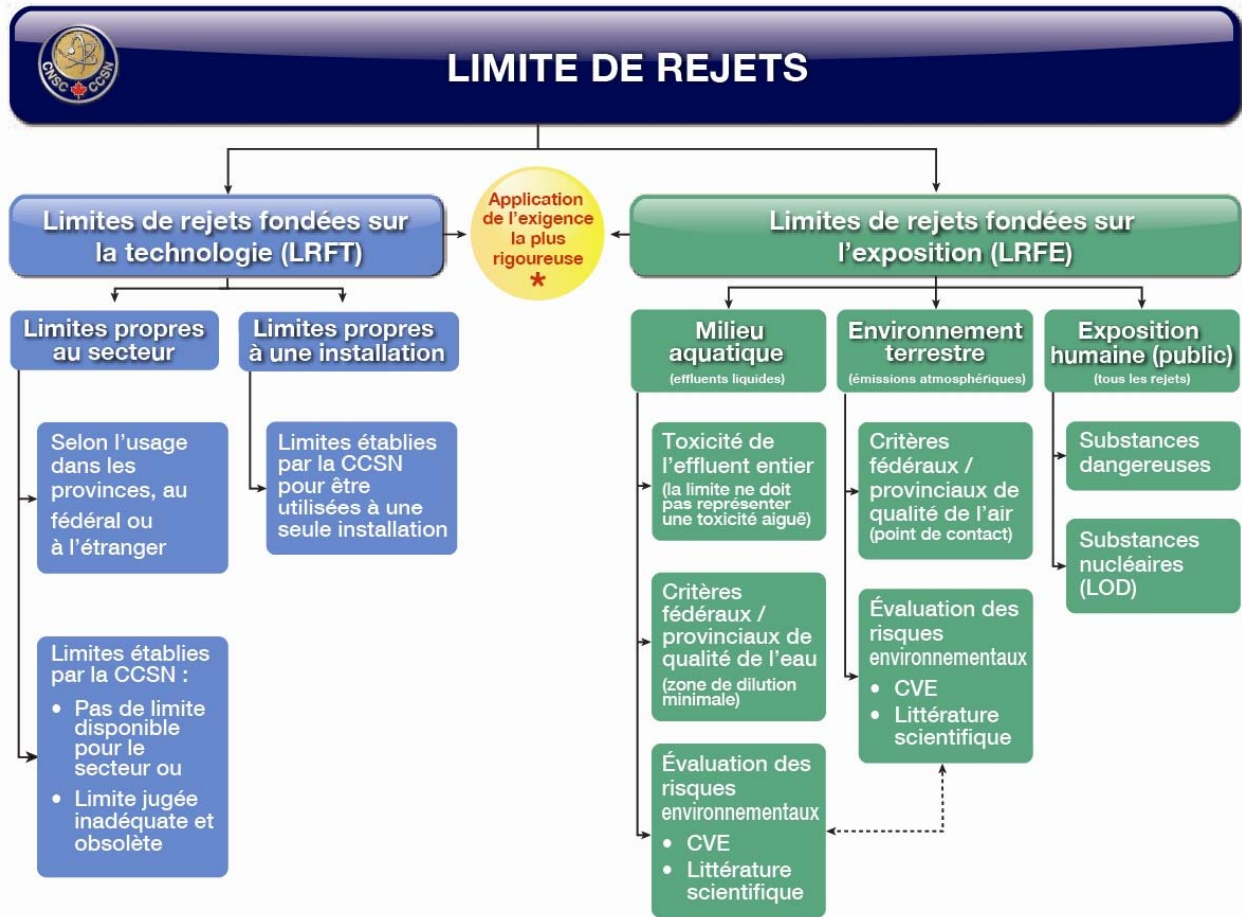 CNSC CCSN
LIMITE DE REJETS
Limites de rejets fondées sur
la technologie (LRFT)
Application
de l’exigence
la plus
rigoureuse
*
Limites de rejets fondées sur
l’exposition (LRFE)
Limites propres
au secteur
Limites propres
à une installation
Selon l’usage
dans les
provinces, au
fédéral ou
à l’étranger
Limites établies
par la CCSN
pour être
utilisées à une
seule installation
Limites établies
par la CCSN :
• Pas de limite
disponible
pour le
secteur ou
• Limite jugée
inadéquate et
obsolète
Milieu
aquatique
(effluents liquides)
Environnement
terrestre
(émissions atmosphériques)
Exposition
humaine (public)
(tous les rejets)
Toxicité de
l’effluent entier
(la limite ne doit
pas représenter
une toxicité aiguë)
Critères
fédéraux /
provinciaux de
qualité de l’eau
(zone de dilution
minimale)
Évaluation des
risques
environnementaux
• CVE
• Littérature
scientifique
Critères
fédéraux /
provinciaux de
qualité de l’air
(point de contact)
Évaluation des
risques
environnementaux
• CVE
• Littérature
scientifique
Substances
dangereuses
Substances
nucléaires
(LOD)